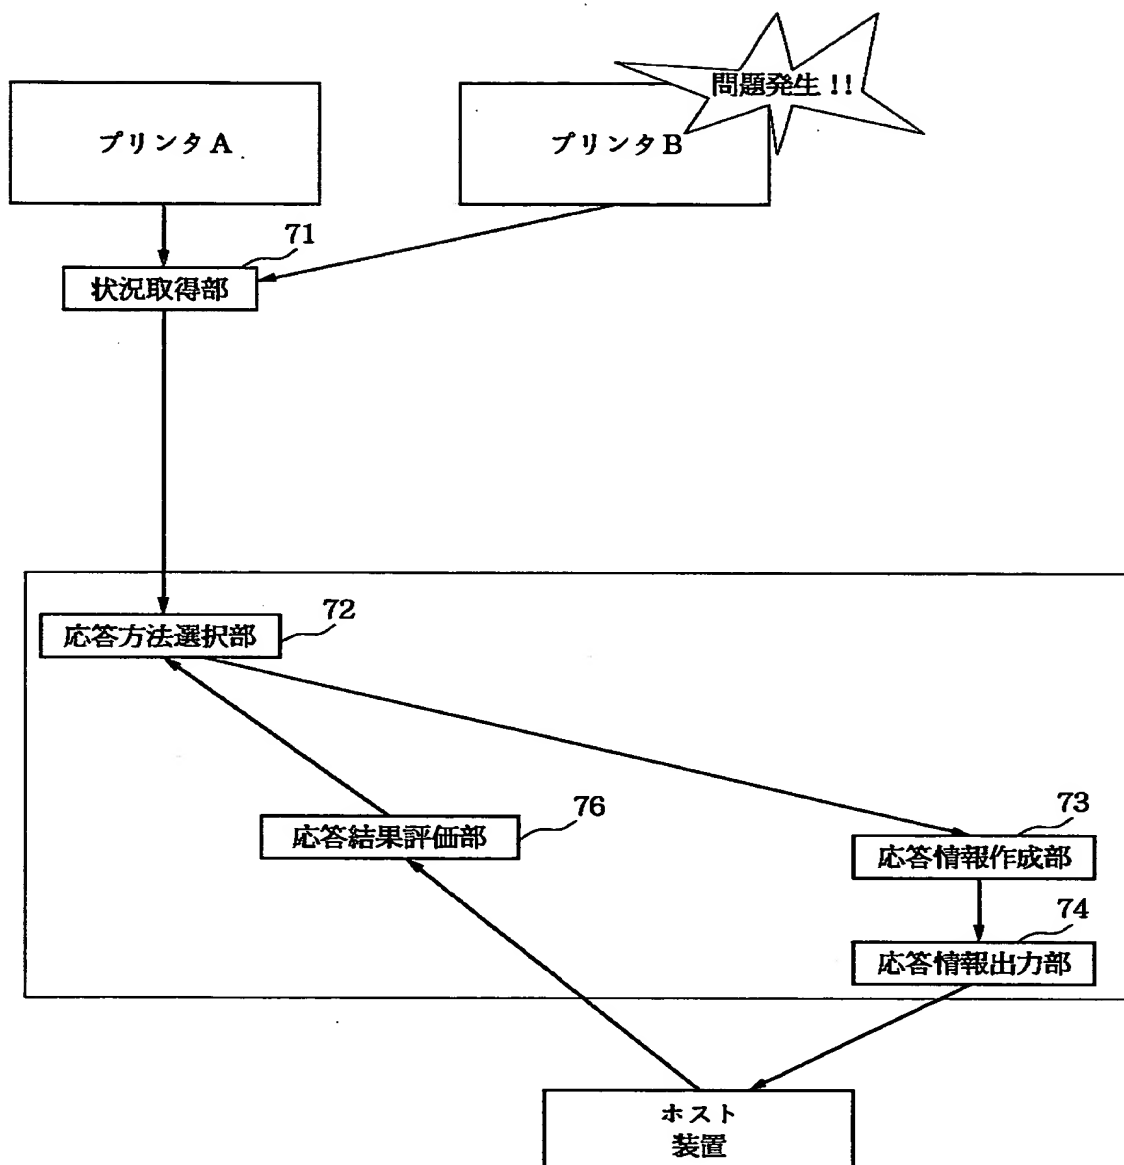 問題発生!!
プリンタA
プリンタB
71
状況取得部
72
応答方法選択部
76
応答結果評価部
73
応答情報作成部
74
応答情報出力部
ホスト
装置